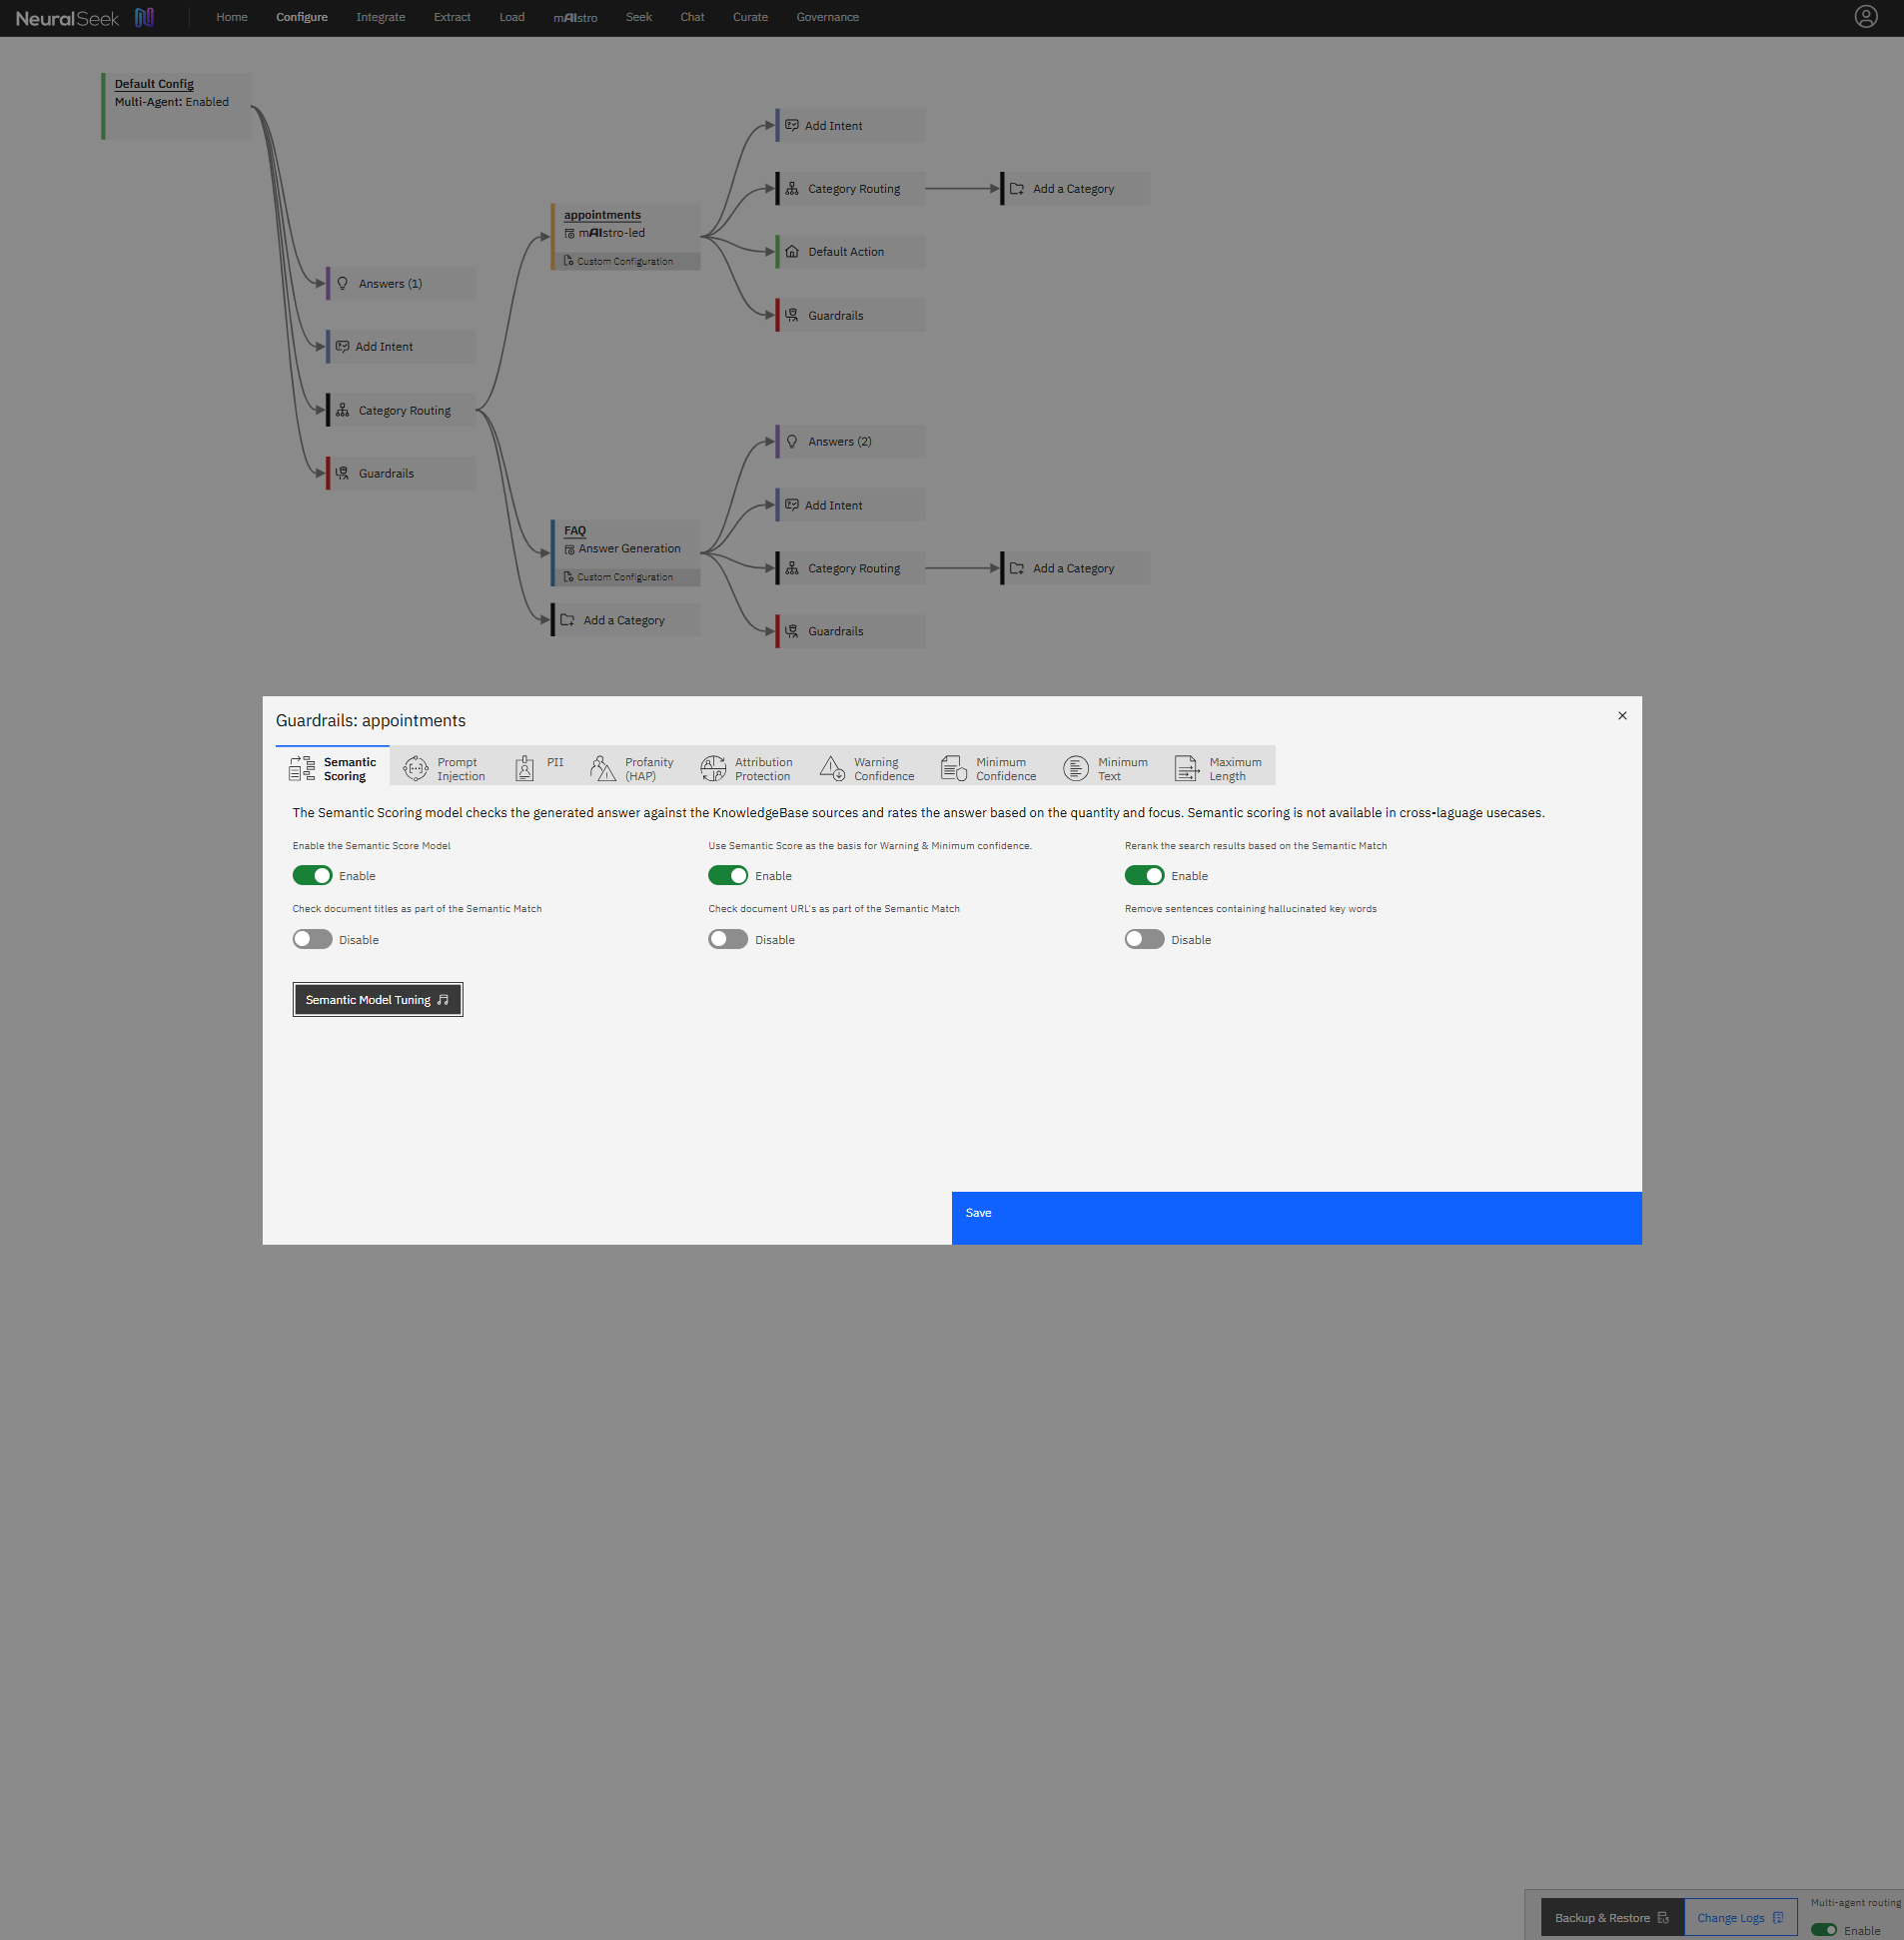 NeuralSeek
Home Configure Integrate Extract Load mAIstro Seek Chat Curate Governance
Default Config
Multi-Agent: Enabled
Answers (1)
Add Intent
Category Routing
Guardrails
appointments
mAIstro-led
Custom Configuration
Add Intent
Category Routing
Add a Category
Default Action
Guardrails
FAQ
Answer Generation
Custom Configuration
Add a Category
Answers (2)
Add Intent
Category Routing
Add a Category
Guardrails
Guardrails: appointments
Semantic
Scoring
Prompt
Injection
PII
Profanity
(HAP)
Attribution
Protection
Warning
Confidence
Minimum
Confidence
Minimum
Text
Maximum
Length
The Semantic Scoring model checks the generated answer against the KnowledgeBase sources and rates the answer based on the quantity and focus. Semantic scoring is not available in cross-laguage usecases.
Enable the Semantic Score Model
Enable
Use Semantic Score as the basis for Warning & Minimum confidence.
Enable
Rerank the search results based on the Semantic Match
Enable
Check document titles as part of the Semantic Match
Disable
Check document URL's as part of the Semantic Match
Disable
Remove sentences containing hallucinated key words
Disable
Semantic Model Tuning
Save
Backup & Restore
Change Logs
Multi-agent routing
Enable